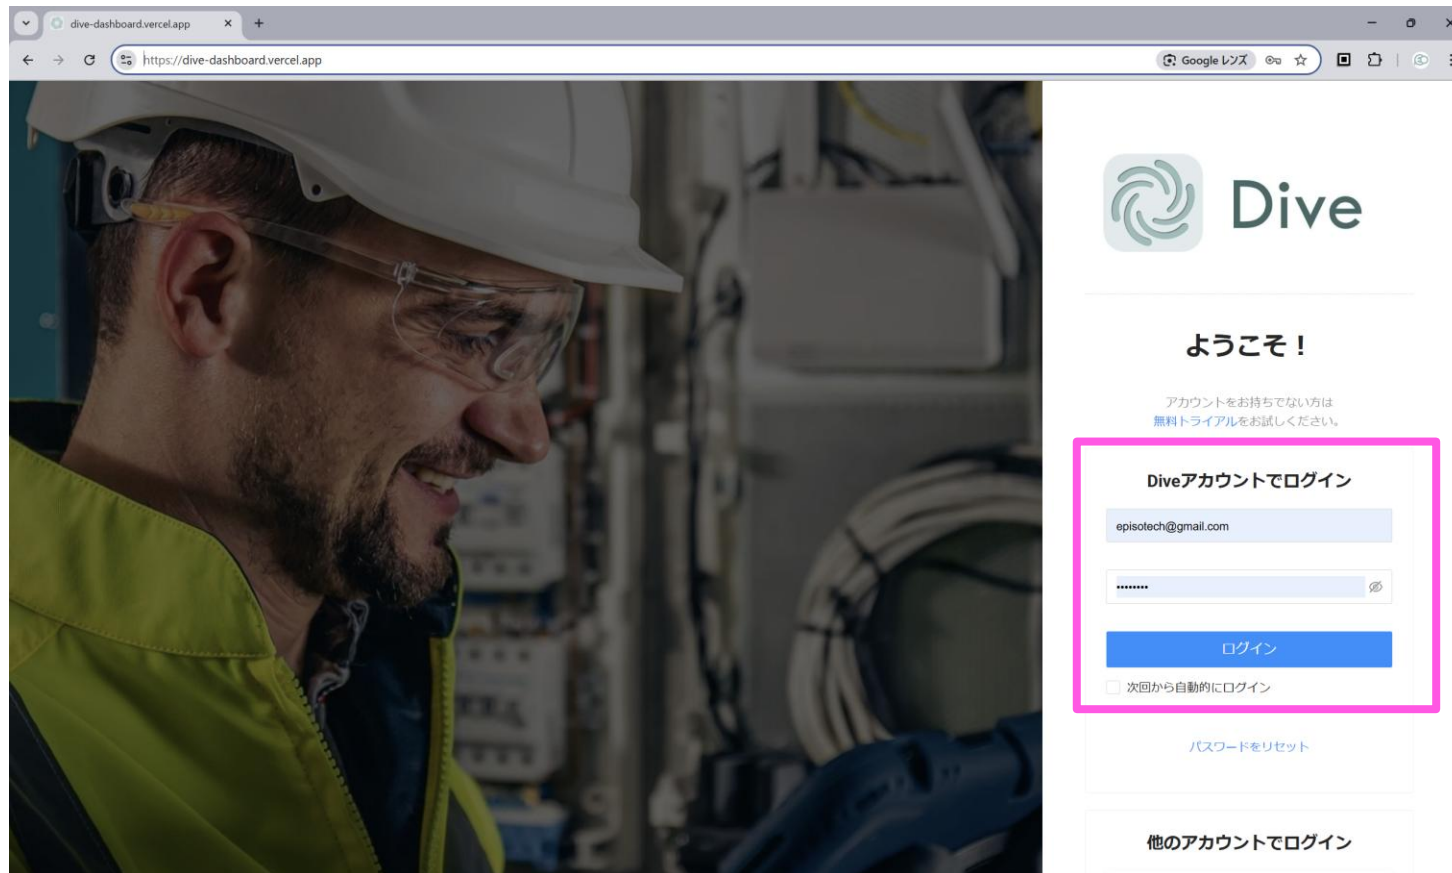 dive-dashboard.vercel.app
https://dive-dashboard.vercel.app
Google レンズ
Dive
ようこそ！
アカウントをお持ちでない方は
無料トライアルをお試しください。
Diveアカウントでログイン
episotech@gmail.com
••••••••
ログイン
次回から自動的にログイン
パスワードをリセット
他のアカウントでログイン